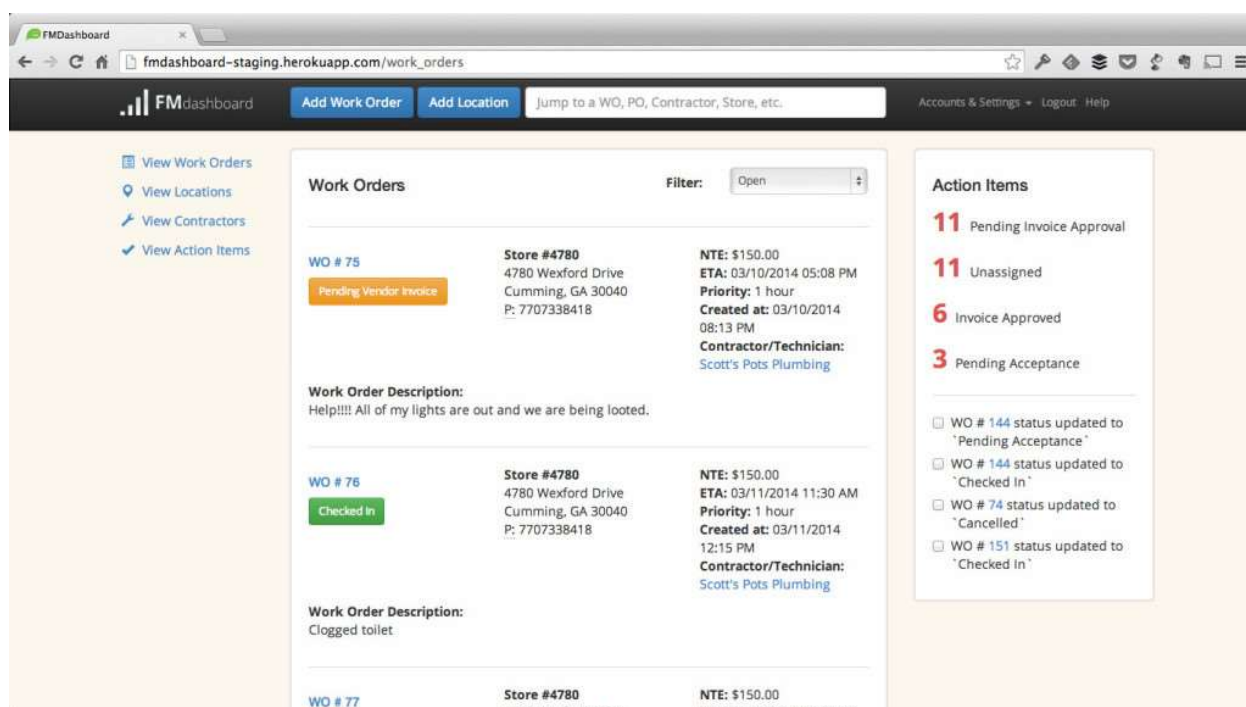 FMDashboard
fmdashboard-staging.herokuapp.com/work_orders
FMdashboard
Add Work Order
Add Location
Jump to a WO, PO, Contractor, Store, etc.
Accounts & Settings
Logout
Help
View Work Orders
View Locations
View Contractors
View Action Items
Work Orders
Filter:
Open
WO # 75
Pending Vendor Invoice
Store #4780
4780 Wexford Drive
Cumming, GA 30040
P: 7707338418
NTE: $150.00
ETA: 03/10/2014 05:08 PM
Priority: 1 hour
Created at: 03/10/2014
08:13 PM
Contractor/Technician:
Scott's Pots Plumbing
Work Order Description:
Help!!!! All of my lights are out and we are being looted.
WO # 76
Checked In
Store #4780
4780 Wexford Drive
Cumming, GA 30040
P: 7707338418
NTE: $150.00
ETA: 03/11/2014 11:30 AM
Priority: 1 hour
Created at: 03/11/2014
12:15 PM
Contractor/Technician:
Scott's Pots Plumbing
Work Order Description:
Clogged toilet
WO # 77
Store #4780
NTE: $150.00
Action Items
11 Pending Invoice Approval
11 Unassigned
6 Invoice Approved
3 Pending Acceptance
WO # 144 status updated to
`Pending Acceptance`
WO # 144 status updated to
`Checked In`
WO # 74 status updated to
`Cancelled`
WO # 151 status updated to
`Checked In`